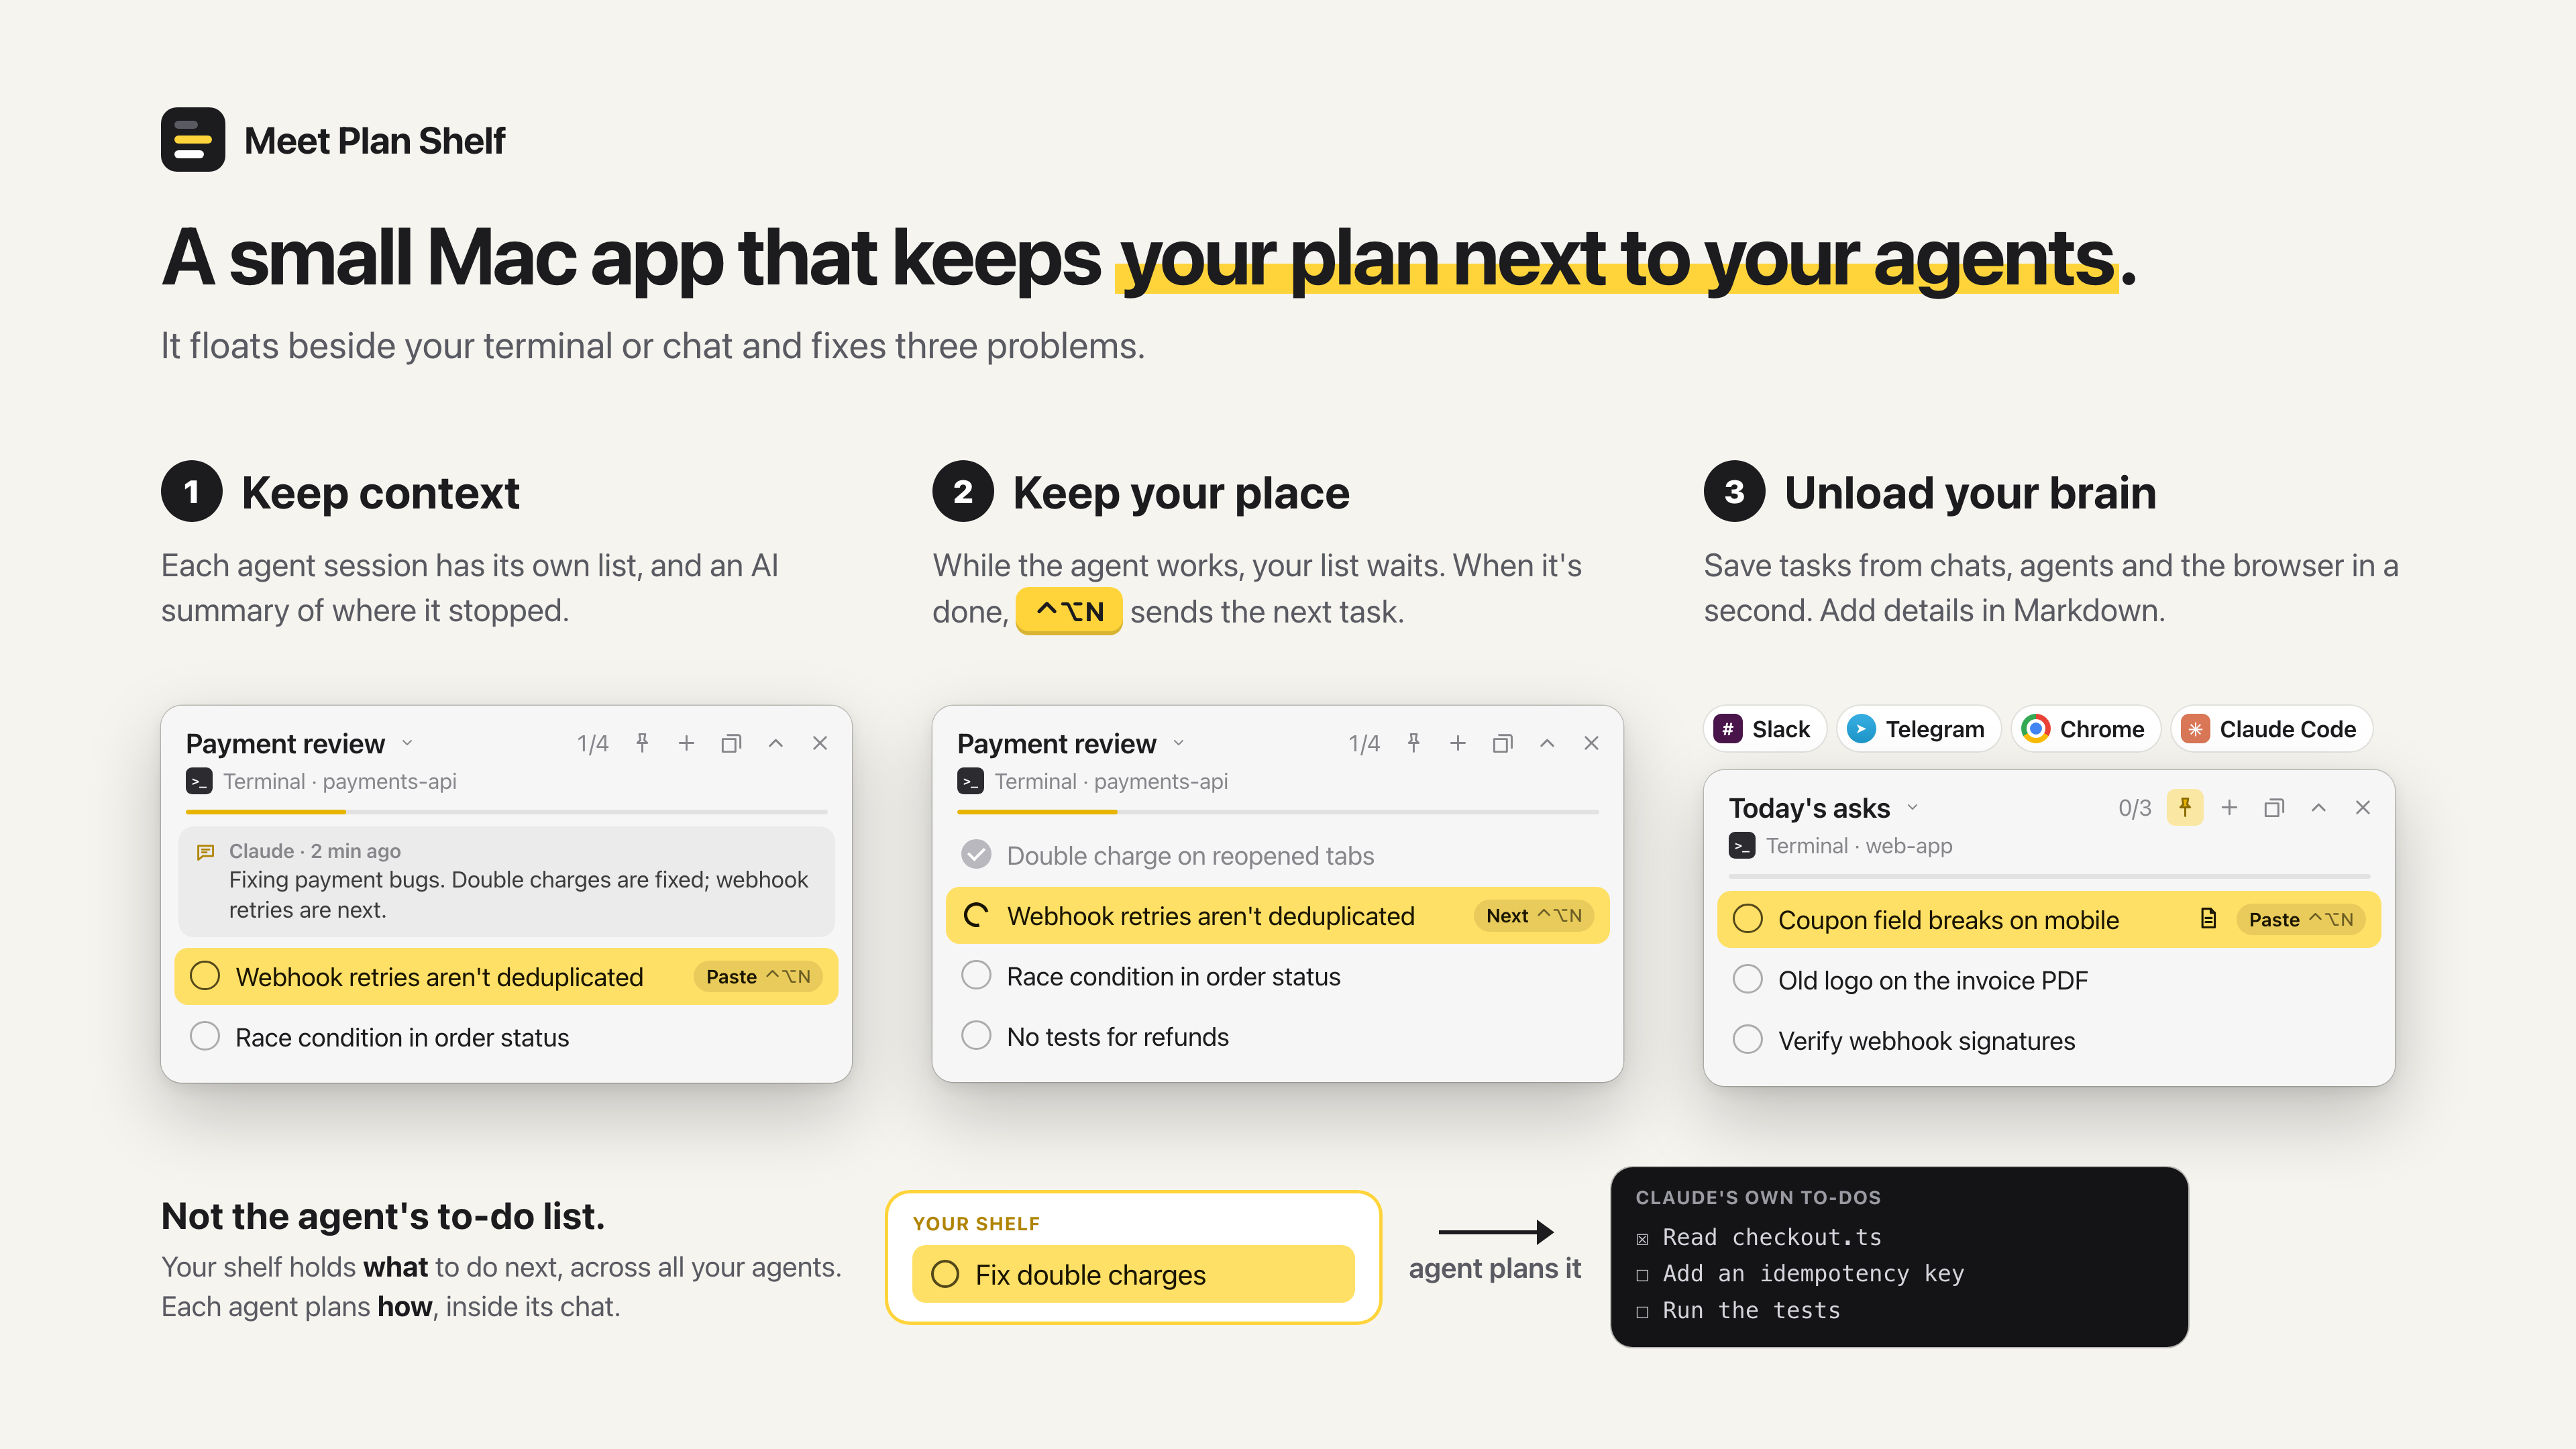 Meet Plan Shelf
A small Mac app that keeps your plan next to your agents.
It floats beside your terminal or chat and fixes three problems.
1 Keep context
Each agent session has its own list, and an AI
summary of where it stopped.
Payment review 1/4
>_ Terminal · payments-api
Claude · 2 min ago
Fixing payment bugs. Double charges are fixed; webhook
retries are next.
Webhook retries aren't deduplicated Paste ⌃⌥N
Race condition in order status
2 Keep your place
While the agent works, your list waits. When it's
done, ⌃⌥N sends the next task.
Payment review 1/4
>_ Terminal · payments-api
Double charge on reopened tabs
Webhook retries aren't deduplicated Next ⌃⌥N
Race condition in order status
No tests for refunds
3 Unload your brain
Save tasks from chats, agents and the browser in a
second. Add details in Markdown.
# Slack Telegram Chrome Claude Code
Today's asks 0/3
>_ Terminal · web-app
Coupon field breaks on mobile Paste ⌃⌥N
Old logo on the invoice PDF
Verify webhook signatures
Not the agent's to-do list.
Your shelf holds what to do next, across all your agents.
Each agent plans how, inside its chat.
YOUR SHELF
Fix double charges
agent plans it
CLAUDE'S OWN TO-DOS
☒ Read checkout.ts
☐ Add an idempotency key
☐ Run the tests